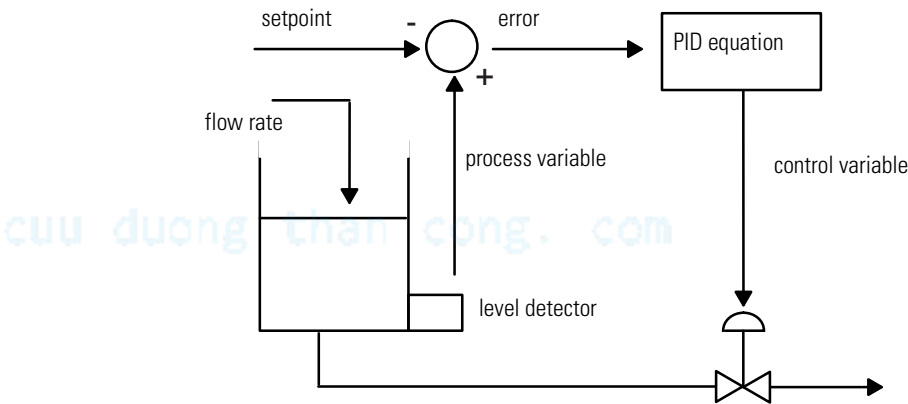 setpoint
-
error
PID equation
+
flow rate
process variable
control variable
cuu duong than cong. com
level detector